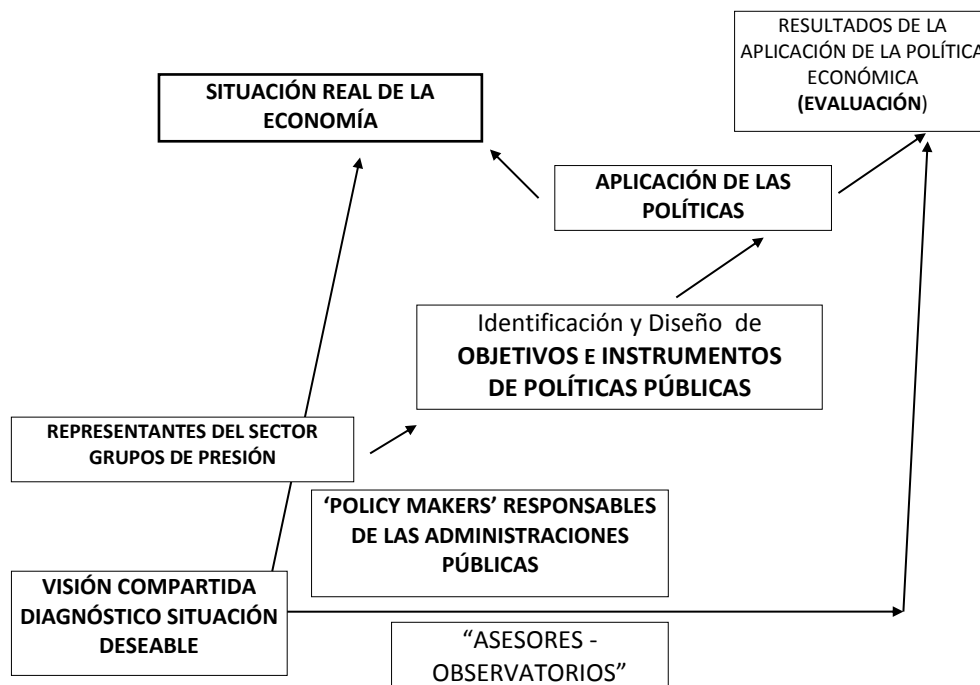 RESULTADOS DE LA
APLICACIÓN DE LA POLÍTICA
ECONÓMICA
(EVALUACIÓN)
SITUACIÓN REAL DE LA
ECONOMÍA
APLICACIÓN DE LAS
POLÍTICAS
Identificación y Diseño de
OBJETIVOS E INSTRUMENTOS
DE POLÍTICAS PÚBLICAS
REPRESENTANTES DEL SECTOR
GRUPOS DE PRESIÓN
‘POLICY MAKERS’ RESPONSABLES
DE LAS ADMINISTRACIONES
PÚBLICAS
VISIÓN COMPARTIDA
DIAGNÓSTICO SITUACIÓN
DESEABLE
“ASESORES -
OBSERVATORIOS”